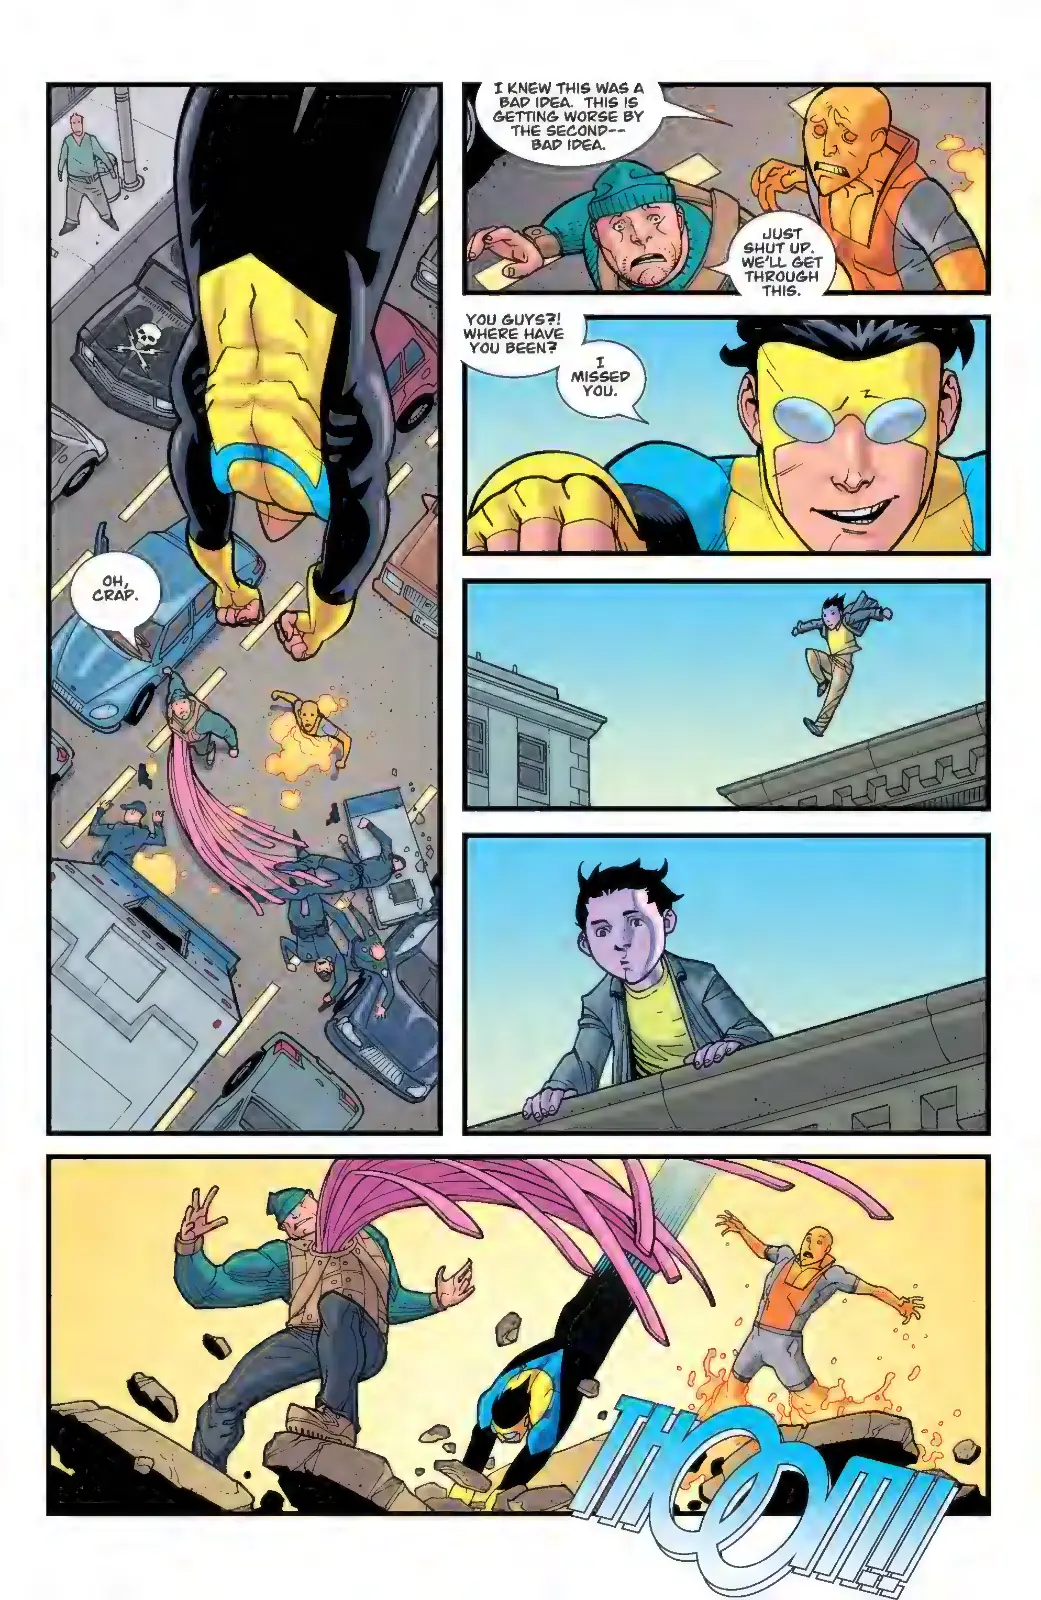 OH,
CRAP.
I KNEW THIS WAS A
BAD IDEA. THIS IS
GETTING WORSE BY
THE SECOND--
BAD IDEA.
JUST
SHUT UP.
WE'LL GET
THROUGH
THIS.
YOU GUYS?!
WHERE HAVE
YOU BEEN?
I
MISSED
YOU.
THOOOM!!!